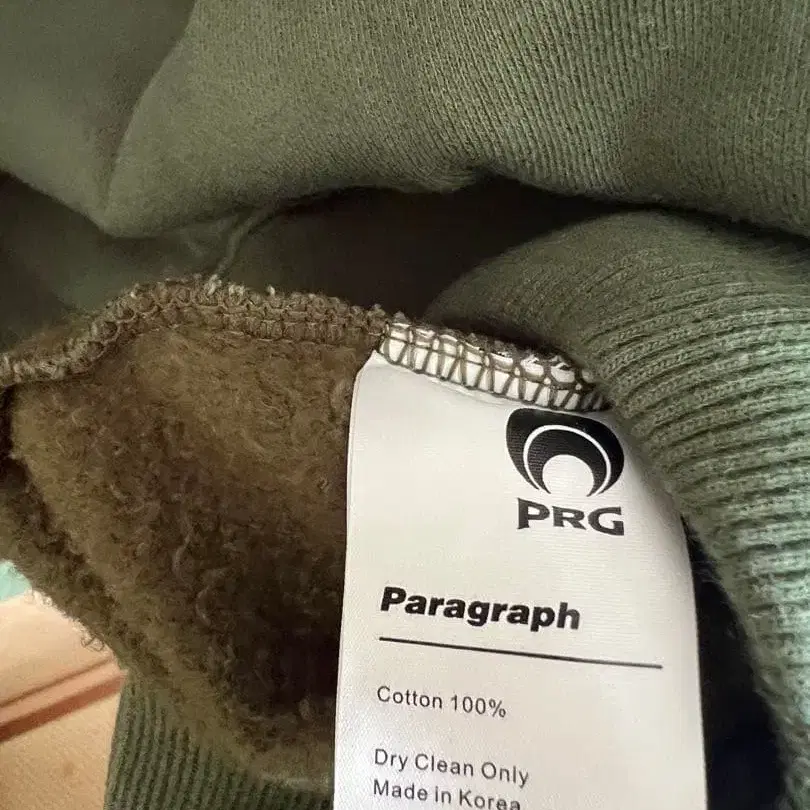 PRG
Paragraph
Cotton 100%
Dry Clean Only
Made in Korea